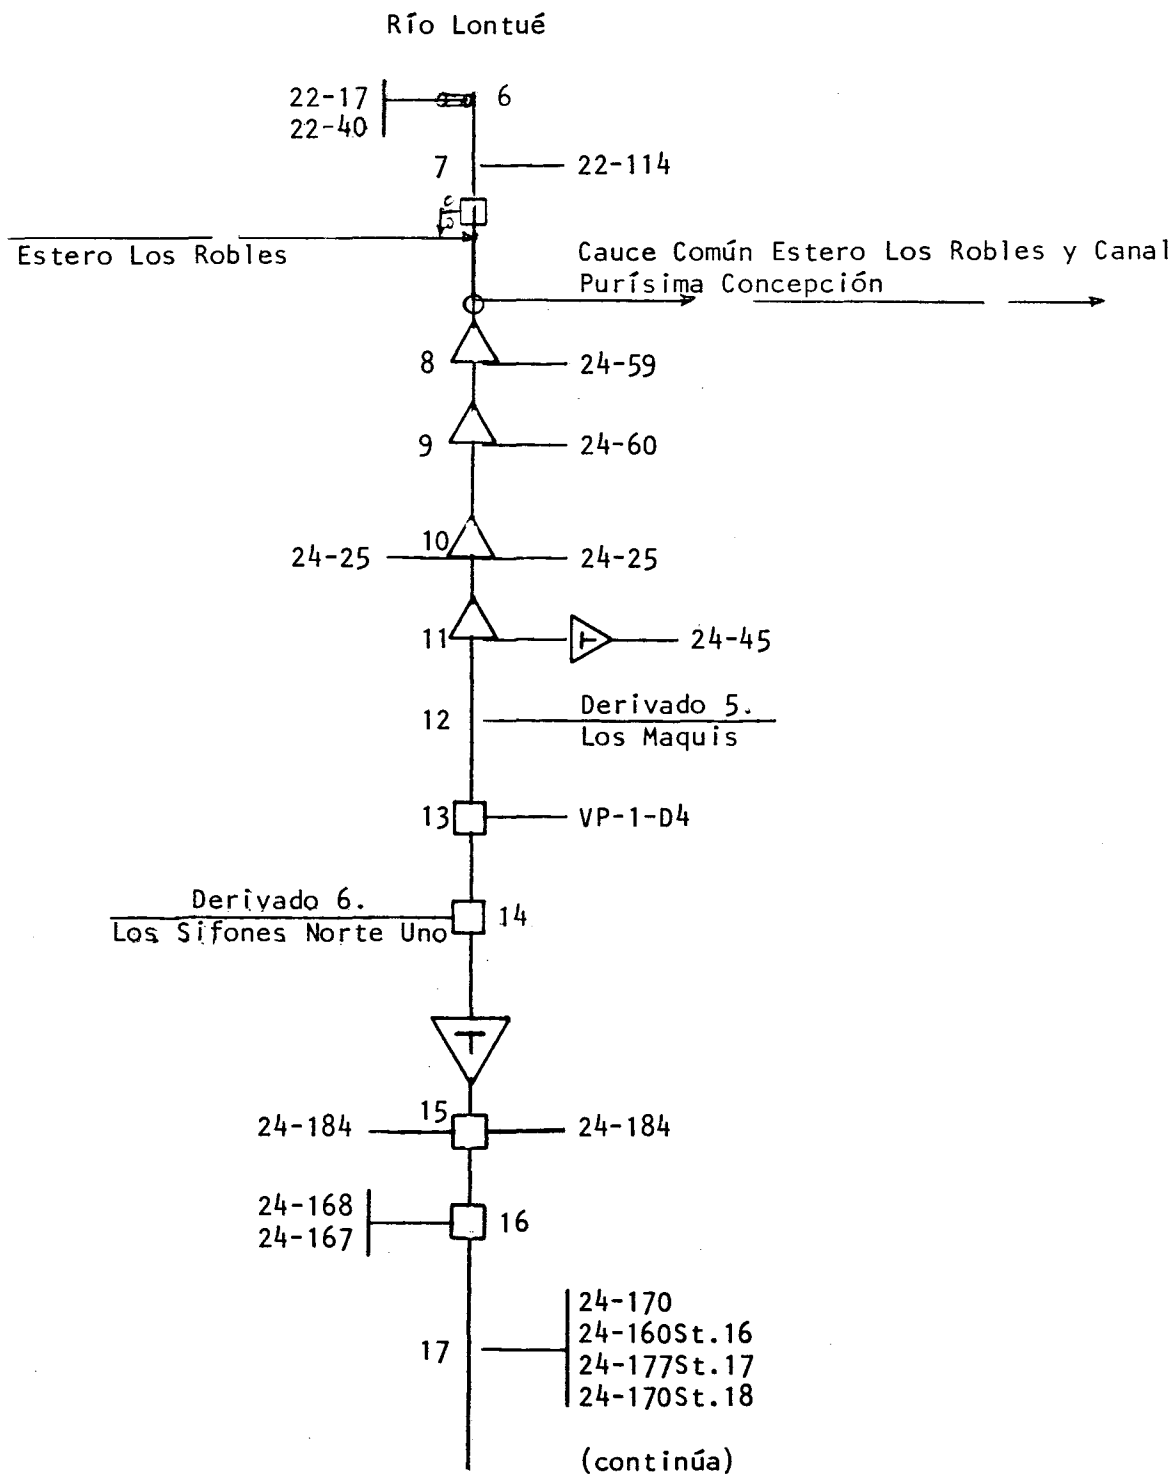 Río Lontué
22-17
22-40
6
7
22-114
Estero Los Robles
Cauce Común Estero Los Robles y Canal
Purísima Concepción
8
24-59
9
24-60
10
24-25
24-25
11
T
24-45
12
Derivado 5.
Los Maquis
13
VP-1-D4
Derivado 6.
Los Sifones Norte Uno
14
T
15
24-184
24-184
24-168
24-167
16
17
24-170
24-160St.16
24-177St.17
24-170St.18
(continúa)